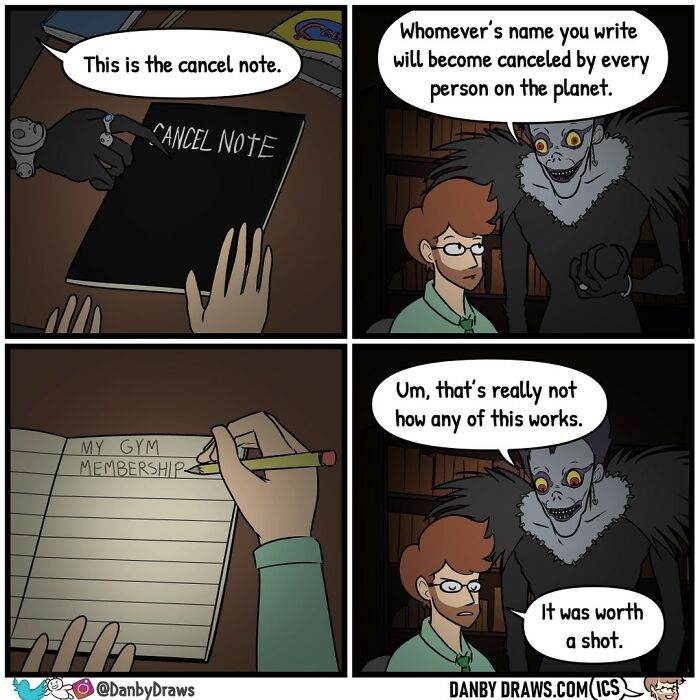 This is the cancel note.
CANCEL NOTE
Whomever's name you write
will become canceled by every
person on the planet.
MY GYM
MEMBERSHIP
Um, that's really not
how any of this works.
It was worth
a shot.
@DanbyDraws
DANBY DRAWS.COM(ICS)